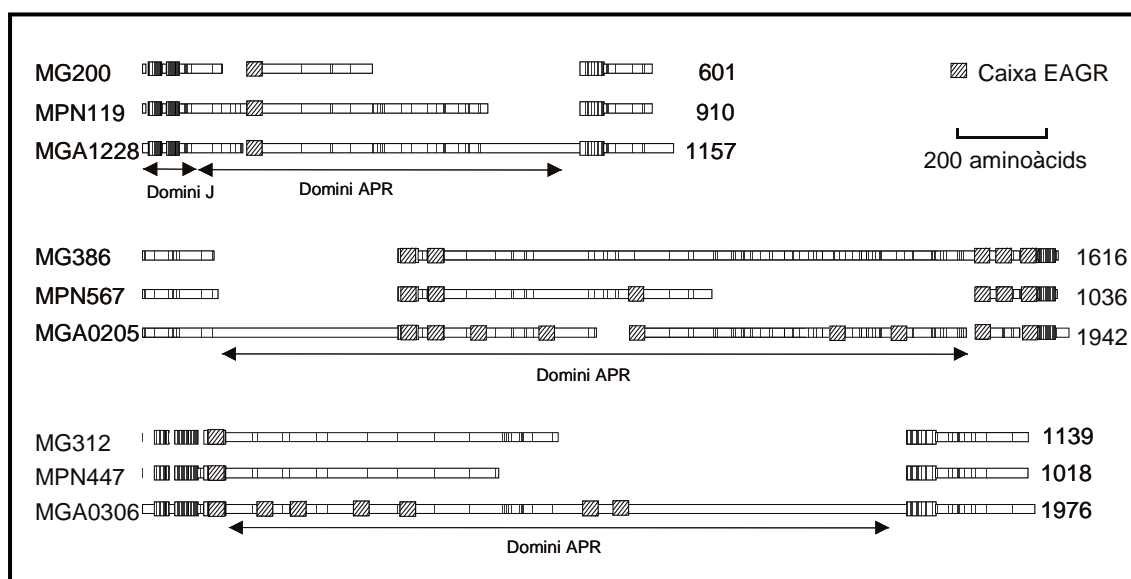 MG200 601
Caixa EAGR
MPN119 910
MGA1228 1157
200 aminoàcids
Domini J Domini APR
MG386 1616
MPN567 1036
MGA0205 1942
Domini APR
MG312 1139
MPN447 1018
MGA0306 1976
Domini APR